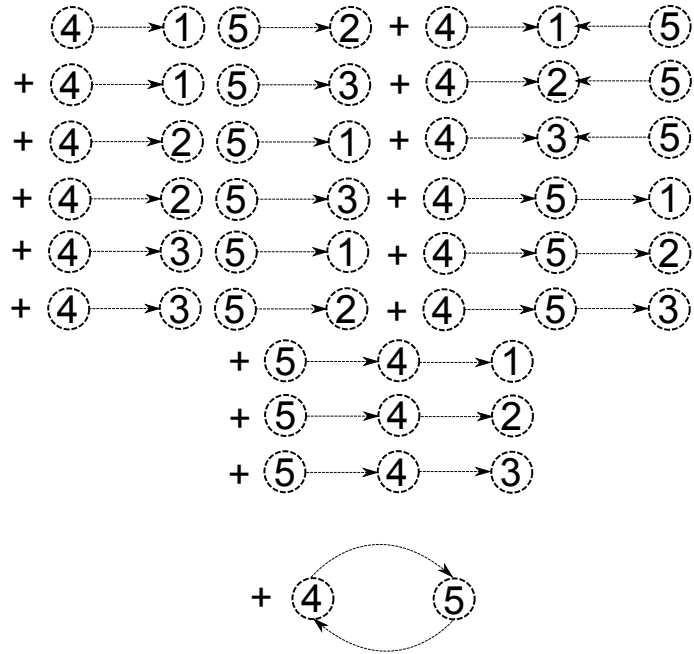 4 1 5 2 + 4 1 5
+ 4 1 5 3 + 4 2 5
+ 4 2 5 1 + 4 3 5
+ 4 2 5 3 + 4 5 1
+ 4 3 5 1 + 4 5 2
+ 4 3 5 2 + 4 5 3
+ 5 4 1
+ 5 4 2
+ 5 4 3
+ 4 5